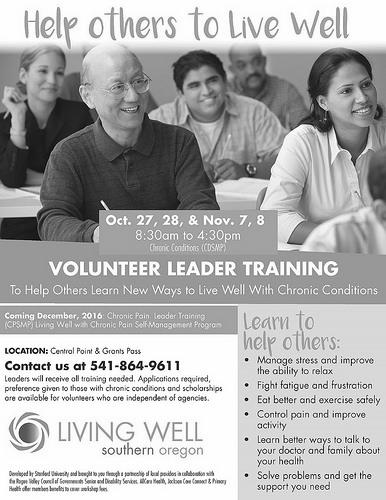 Help others to Live Well
Oct. 27, 28, & Nov. 7, 8
8:30am to 4:30pm
Chronic Conditions (CDSMP)
VOLUNTEER LEADER TRAINING
To Help Others Learn New Ways to Live Well With Chronic Conditions
Coming December, 2016: Chronic Pain Leader Training
(CPSMP) Living Well with Chronic Pain Self-Management Program
LOCATION: Central Point & Grants Pass
Contact us at 541-864-9611
Leaders will receive all training needed. Applications required,
preference given to those with chronic conditions and scholarships
are available for volunteers who are independent of agencies.
LIVING WELL
southern oregon
Developed by Stanford University and brought to you through a partnership of local providers in collaboration with
the Rogue Valley Council of Governments Senior and Disability Services. AllCare Health, Jackson Care Connect & Primary
Health offer members benefits to cover workshop fees.
Learn to
help others:
• Manage stress and improve
the ability to relax
• Fight fatigue and frustration
• Eat better and exercise safely
• Control pain and improve
activity
• Learn better ways to talk to
your doctor and family about
your health
• Solve problems and get the
support you need